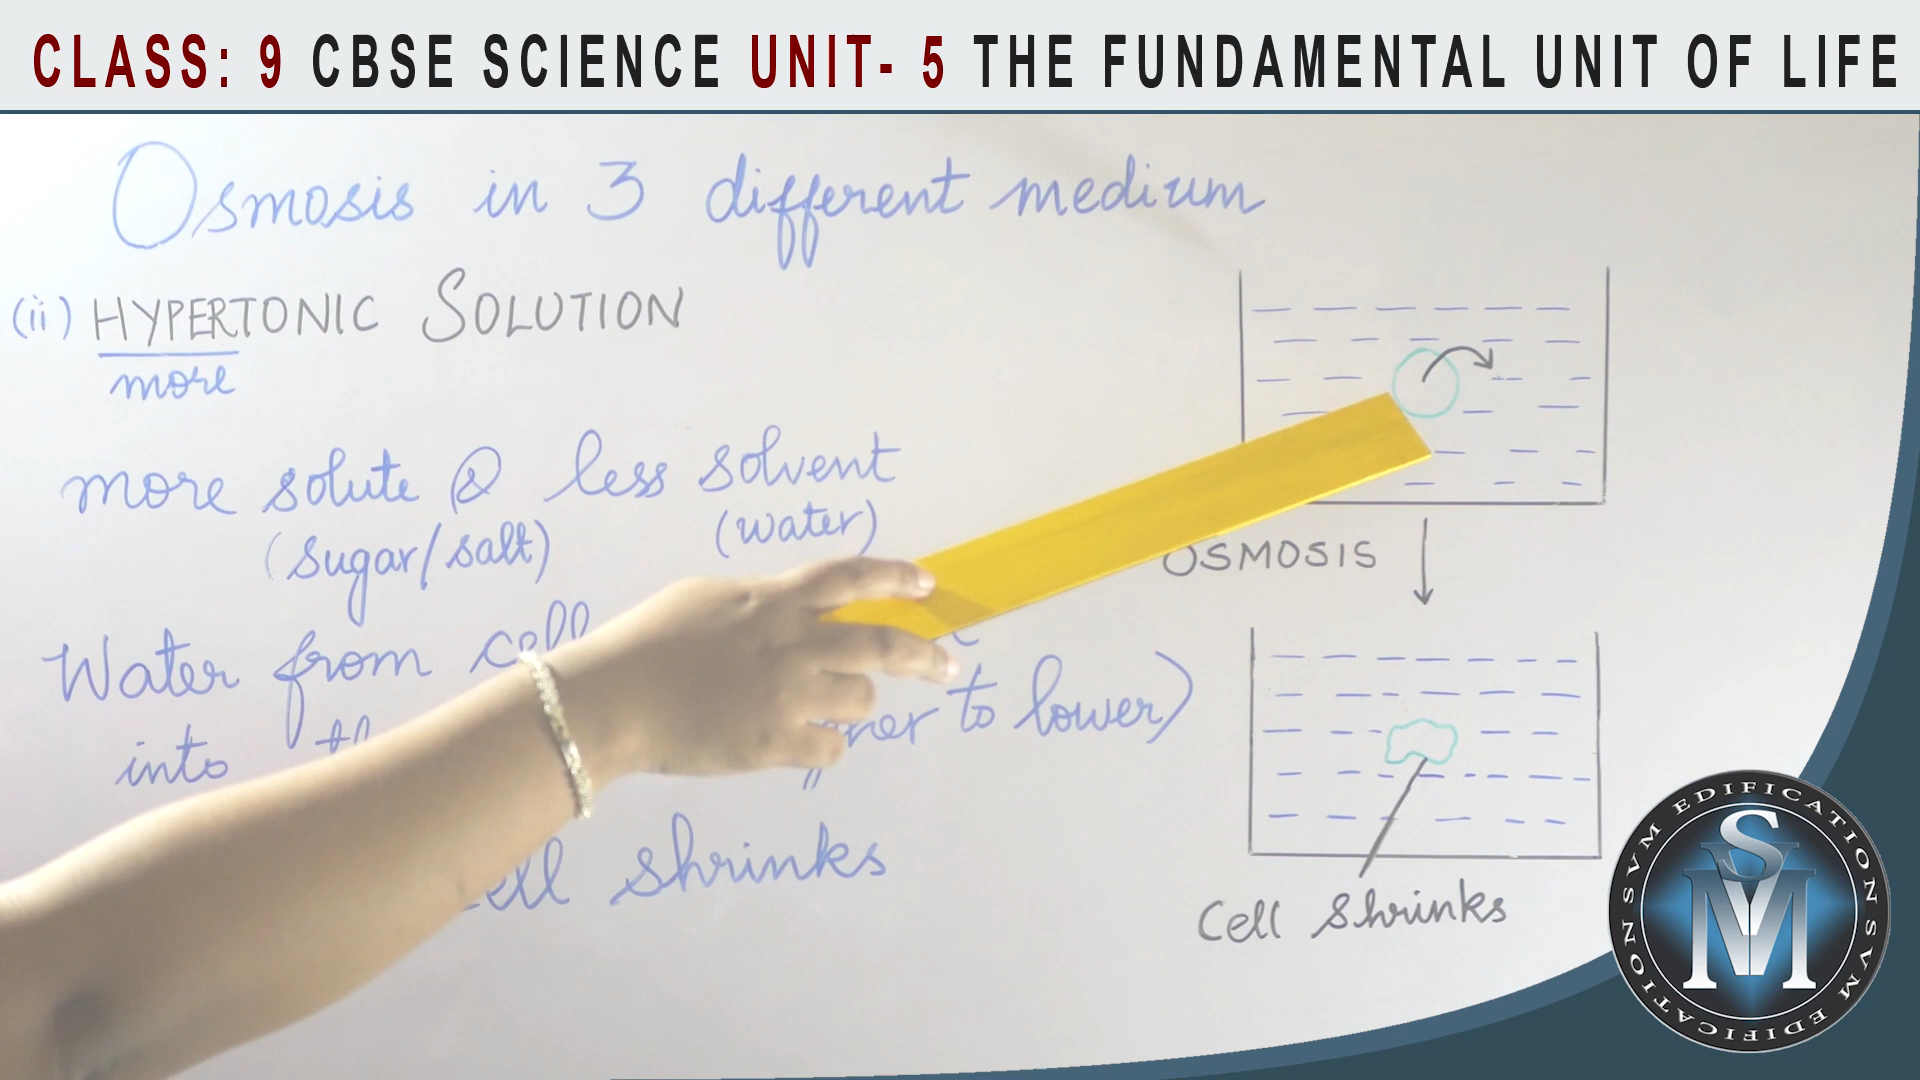 CLASS: 9 CBSE SCIENCE UNIT- 5 THE FUNDAMENTAL UNIT OF LIFE
Osmosis in 3 different medium
(ii) HYPERTONIC SOLUTION
more
more solute & less solvent
(sugar/salt) (water)
Water from cell
into to lower)
shrinks
OSMOSIS
Cell Shrinks
SVM EDIFICATION SVM EDIFICATION
SVM